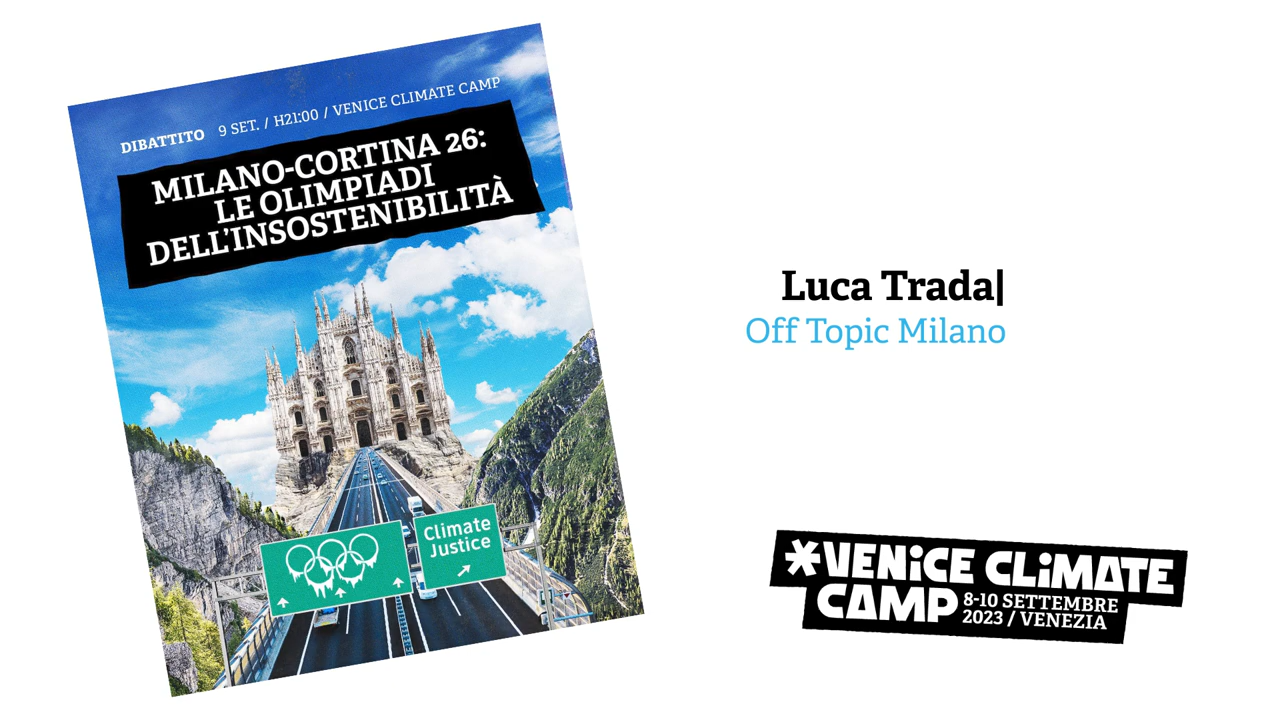 DIBATTITO 9 SET. / H21:00 / VENICE CLIMATE CAMP
MILANO-CORTINA 26:
LE OLIMPIADI
DELL'INSOSTENIBILITÀ
Climate
Justice
Luca Trada|
Off Topic Milano
*VENiCE CLiMATE
CAMP
8-10 SETTEMBRE
2023 / VENEZIA